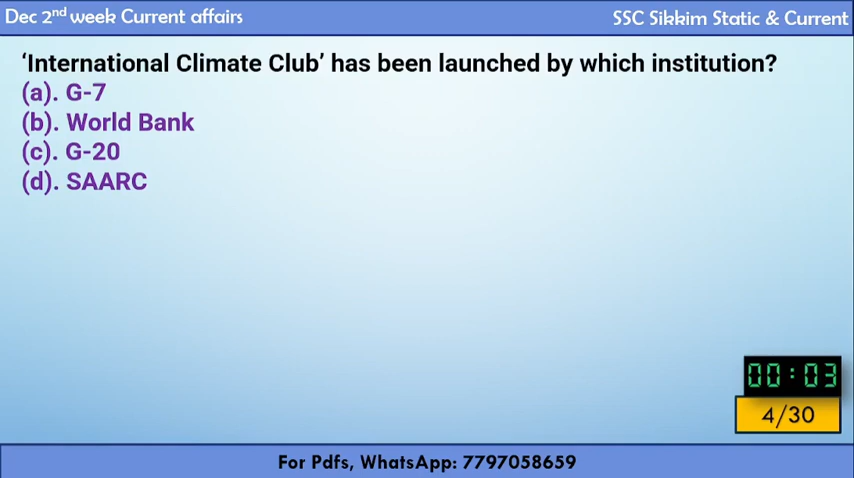 Dec 2nd week Current affairs
SSC Sikkim Static & Current
‘International Climate Club’ has been launched by which institution?
(a). G-7
(b). World Bank
(c). G-20
(d). SAARC
00:03
4/30
For Pdfs, WhatsApp: 7797058659